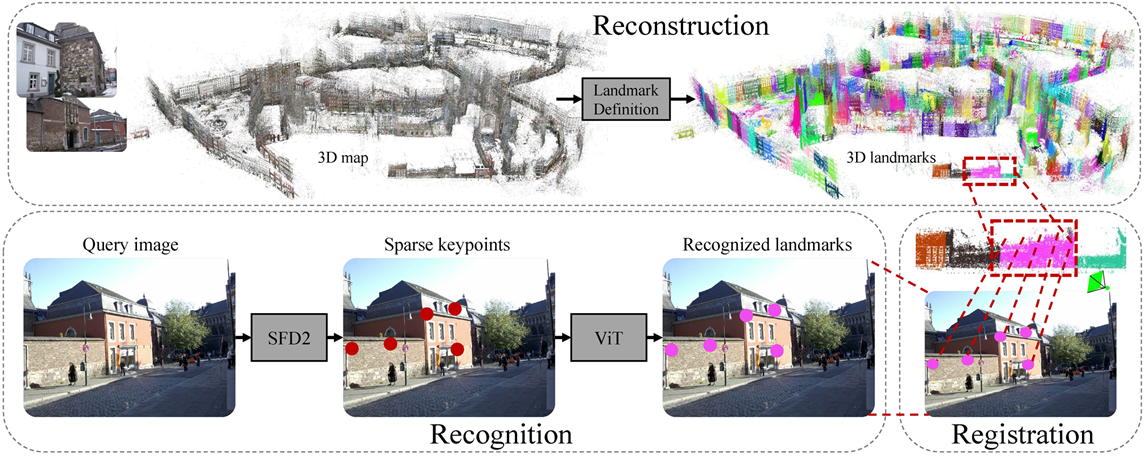 Reconstruction
Landmark
Definition
3D map
3D landmarks
Query image
Sparse keypoints
Recognized landmarks
SFD2
ViT
Recognition
Registration